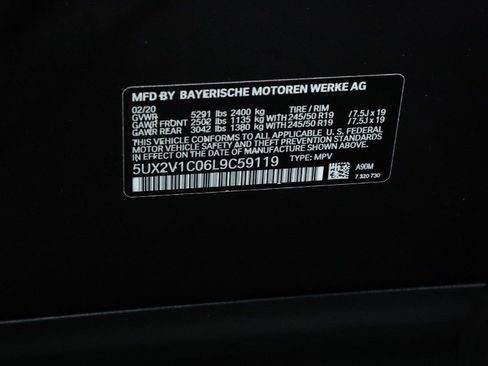 MFD BY BAYERISCHE MOTOREN WERKE AG
02/20
GVWR 5291 lbs 2400 kg TIRE / RIM
GAWR FRONT 2502 lbs 1135 kg WITH 245/50 R19 /7.5J x 19
GAWR REAR 3042 lbs 1380 kg WITH 245/50 R19 /7.5J x 19
THIS VEHICLE CONFORMS TO ALL APPLICABLE U. S. FEDERAL
MOTOR VEHICLE SAFETY AND THEFT PREVENTION STANDARDS
IN EFFECT ON THE DATE OF MANUFACTURE SHOWN ABOVE.
5UX2V1C06L9C59119 TYPE: MPV
A90M
7 320 730